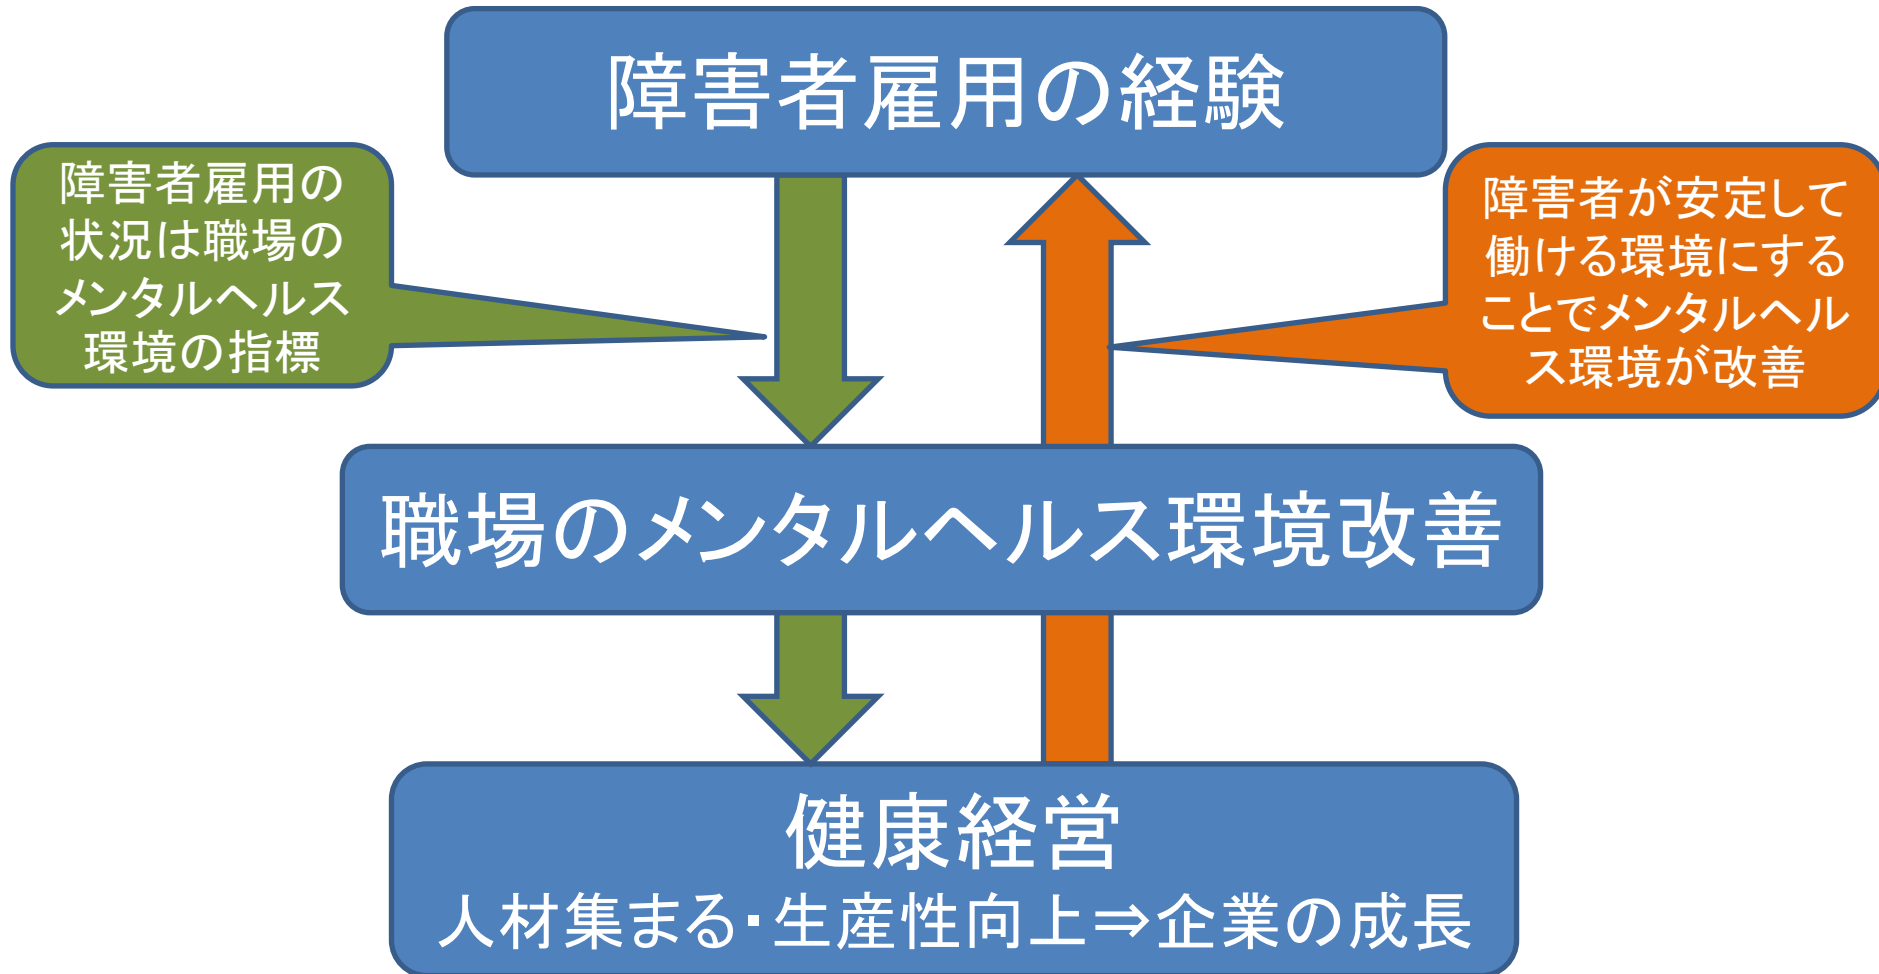 障害者雇用の経験
障害者雇用の
状況は職場の
メンタルヘルス
環境の指標
障害者が安定して
働ける環境にする
ことでメンタルヘル
ス環境が改善
職場のメンタルヘルス環境改善
健康経営
人材集まる・生産性向上⇒企業の成長